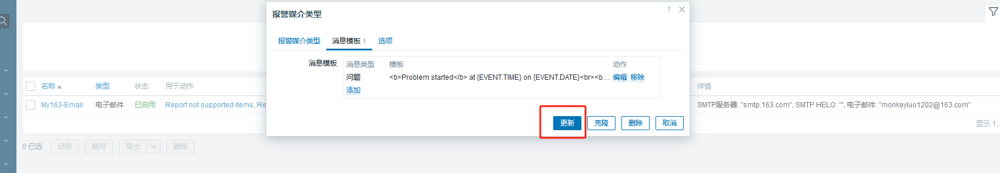 报警媒介类型
? ×
报警媒介类型 消息模板 1 选项
消息模板
消息类型 模板 动作
问题 <b>Problem started</b> at {EVENT.TIME} on {EVENT.DATE}<br><b... 编辑 移除
添加
更新 克隆 删除 取消
名称 类型 状态 用于动作 详情
My163-Email 电子邮件 已启用 Report not supported items, Re SMTP服务器: "smtp.163.com", SMTP HELO: "", 电子邮件: "monkeyluo1202@163.com"
显示 1,
0 已选 启用 禁用 导出 删除